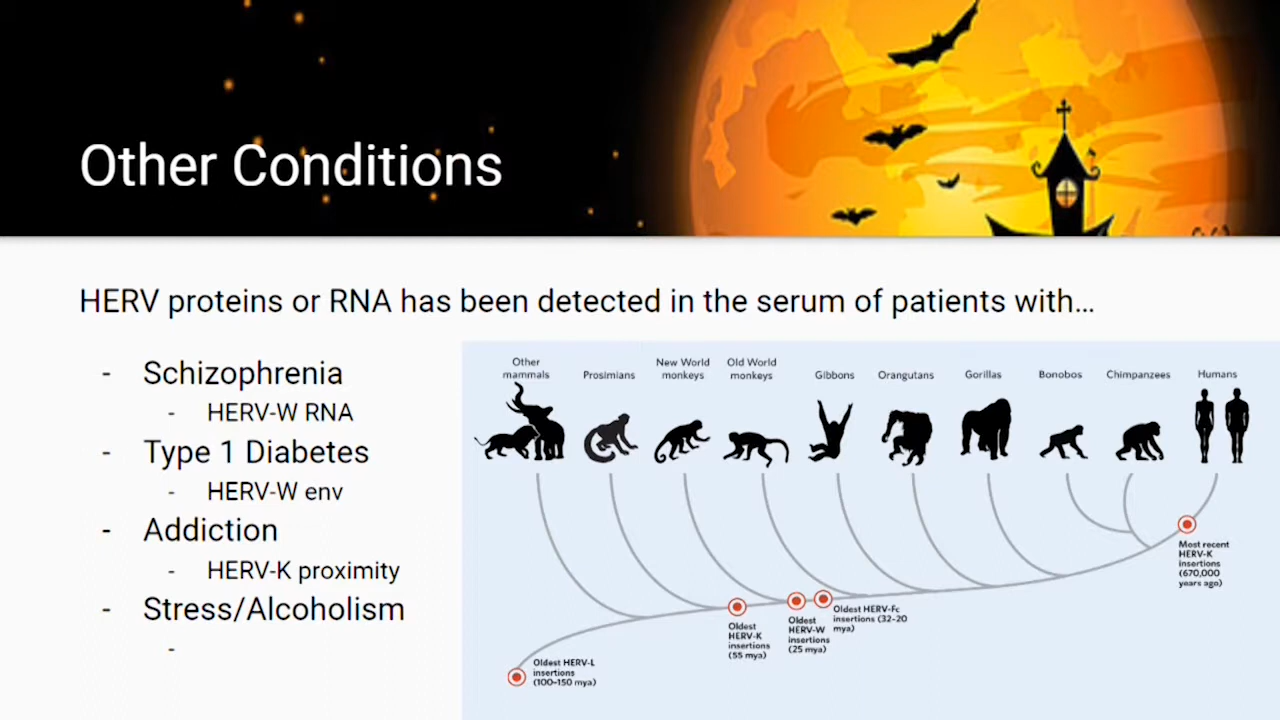 Other Conditions
HERV proteins or RNA has been detected in the serum of patients with…
- Schizophrenia
- HERV-W RNA
- Type 1 Diabetes
- HERV-W env
- Addiction
- HERV-K proximity
- Stress/Alcoholism
-
Other
mammals
Prosimians
New World
monkeys
Old World
monkeys
Gibbons
Orangutans
Gorillas
Bonobos
Chimpanzees
Humans
Most recent
HERV-K
insertions
(670,000
years ago)
Oldest HERV-Fc
insertions (32-20
mya)
Oldest
HERV-W
insertions
(25 mya)
Oldest
HERV-K
insertions
(55 mya)
Oldest HERV-L
insertions
(100–150 mya)